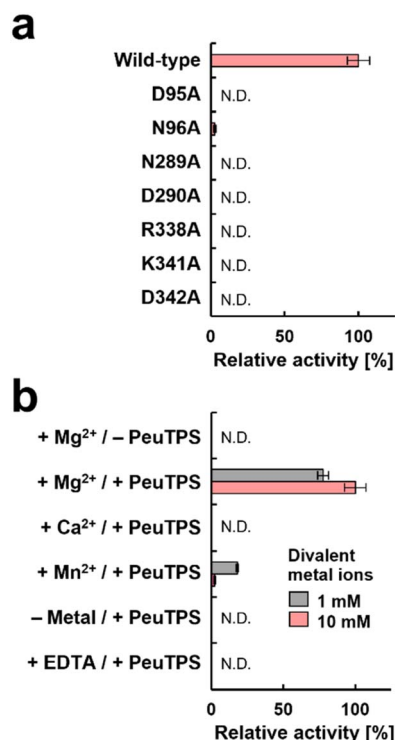 a
Wild-type
D95A N.D.
N96A
N289A N.D.
D290A N.D.
R338A N.D.
K341A N.D.
D342A N.D.
0 50 100
Relative activity [%]
b
+ Mg²⁺ / – PeuTPS N.D.
+ Mg²⁺ / + PeuTPS
+ Ca²⁺ / + PeuTPS N.D.
+ Mn²⁺ / + PeuTPS
– Metal / + PeuTPS N.D.
+ EDTA / + PeuTPS N.D.
Divalent
metal ions
1 mM
10 mM
0 50 100
Relative activity [%]